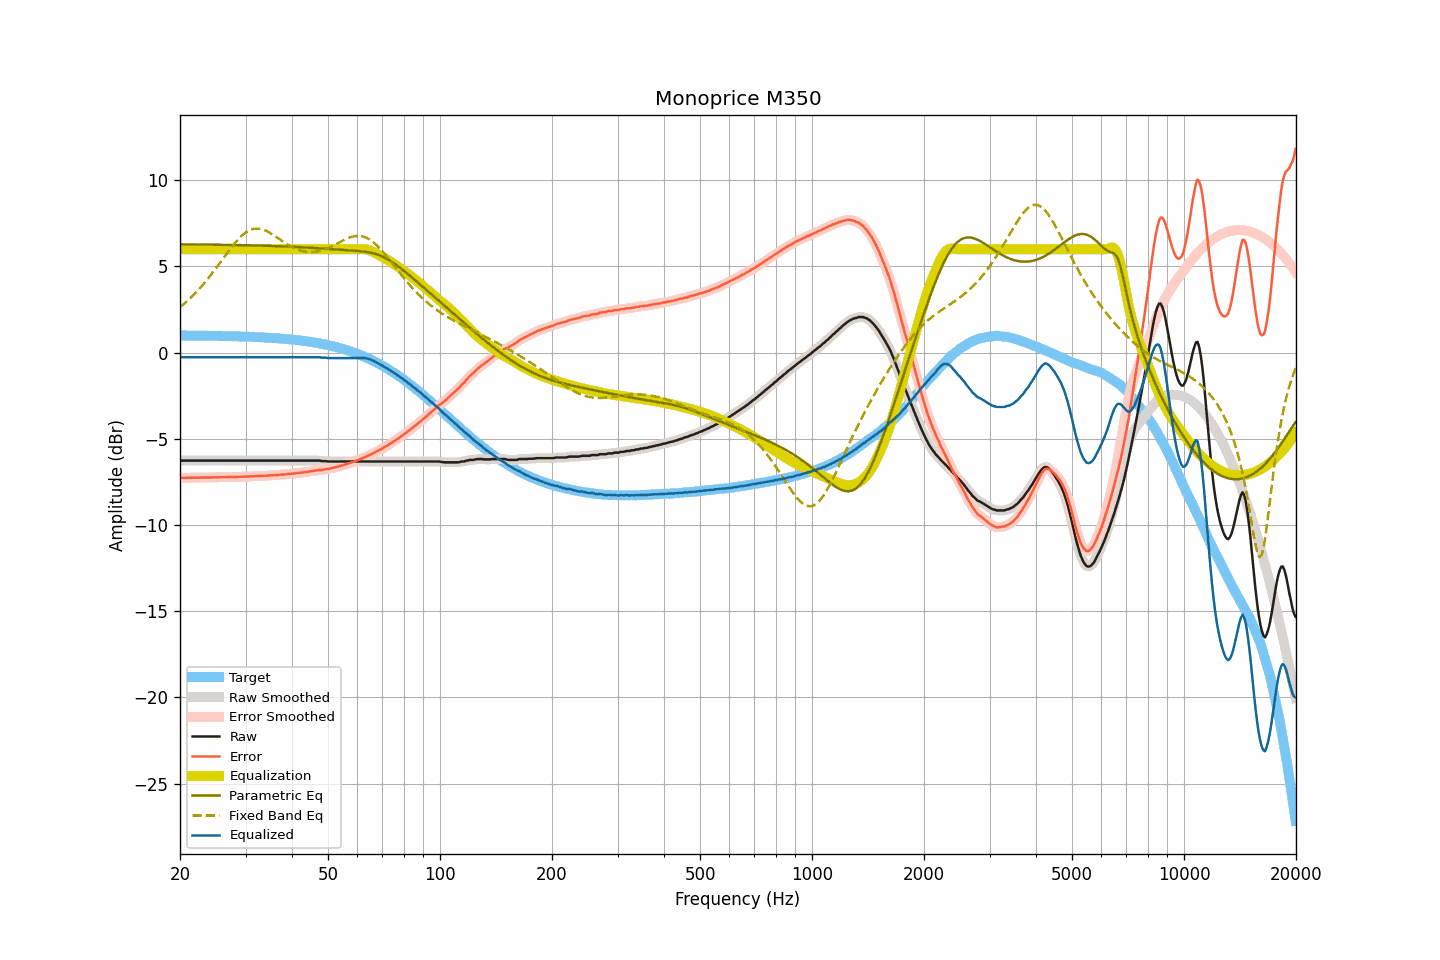 Monoprice M350
Amplitude (dBr)
10
5
0
−5
−10
−15
−20
−25
Target
Raw Smoothed
Error Smoothed
Raw
Error
Equalization
Parametric Eq
Fixed Band Eq
Equalized
20 50 100 200 500 1000 2000 5000 10000 20000
Frequency (Hz)